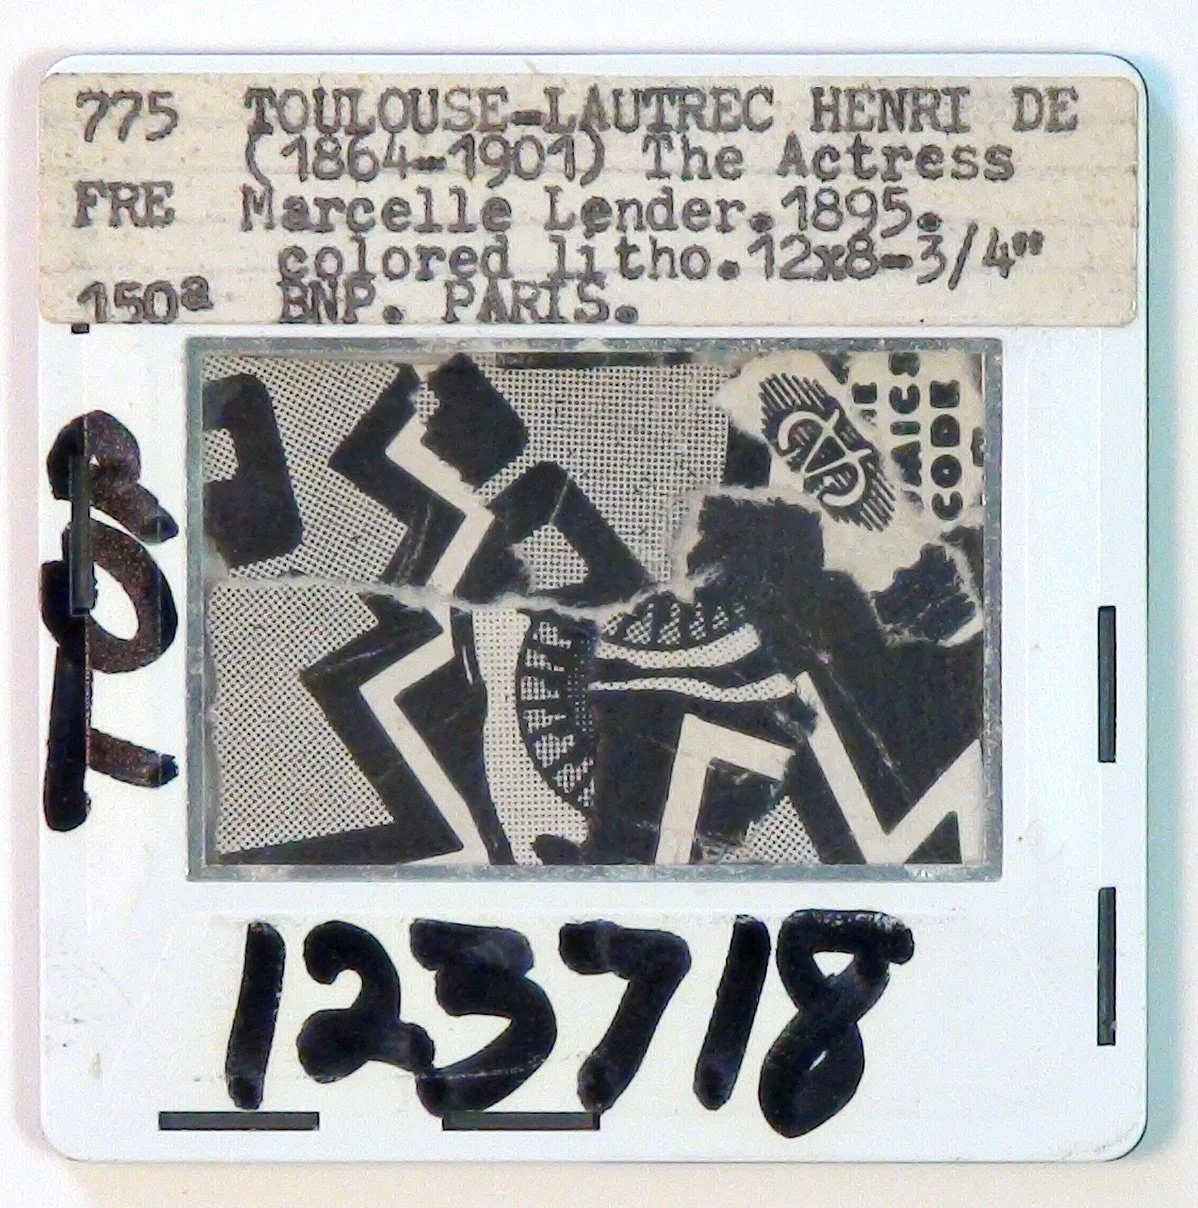 775 TOULOUSE-LAUTREC HENRI DE
(1864-1901) The Actress
FRE Marcelle Lender.1895.
colored litho.12x8-3/4"
150a BNP. PARIS.
CODE
123718